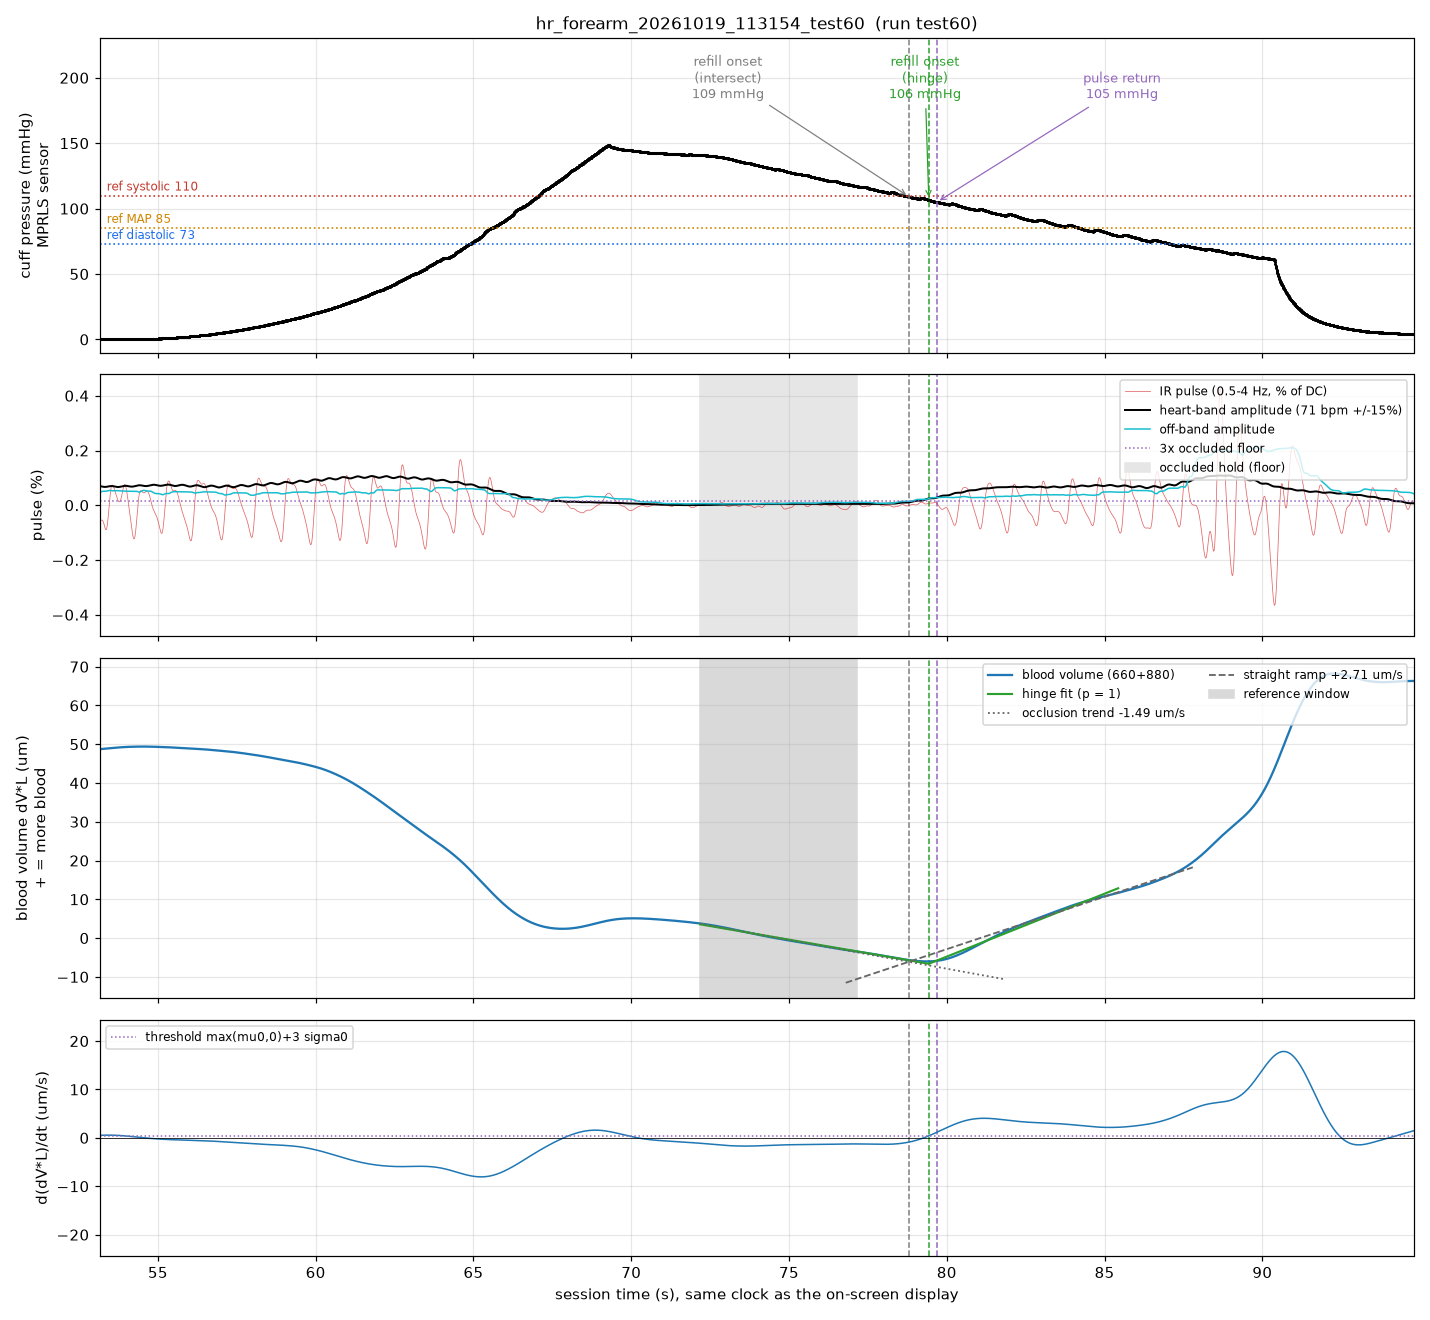 hr_forearm_20261019_113154_test60  (run test60)
refill onset
(intersect)
109 mmHg
refill onset
(hinge)
106 mmHg
pulse return
105 mmHg
cuff pressure (mmHg)
MPRLS sensor
200
150
100
50
0
ref systolic 110
ref MAP 85
ref diastolic 73
pulse (%)
0.4
0.2
0.0
−0.2
−0.4
IR pulse (0.5-4 Hz, % of DC)
heart-band amplitude (71 bpm +/-15%)
off-band amplitude
3x occluded floor
occluded hold (floor)
blood volume dV*L (um)
+ = more blood
70
60
50
40
30
20
10
0
−10
blood volume (660+880)
hinge fit (p = 1)
occlusion trend -1.49 um/s
straight ramp +2.71 um/s
reference window
d(dV*L)/dt (um/s)
20
10
0
−10
−20
threshold max(mu0,0)+3 sigma0
55
60
65
70
75
80
85
90
session time (s), same clock as the on-screen display